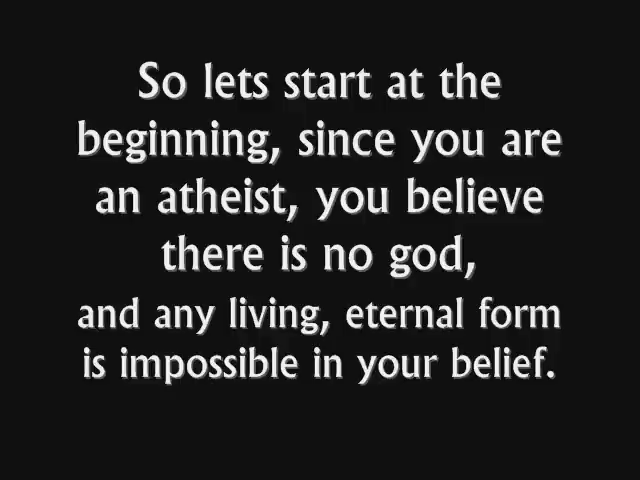 So lets start at the
beginning, since you are
an atheist, you believe
there is no god,
and any living, eternal form
is impossible in your belief.